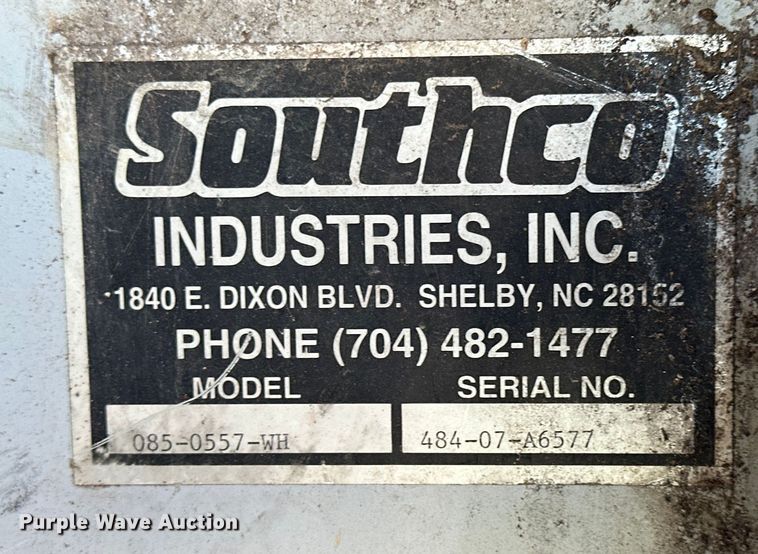 Southco
INDUSTRIES, INC.
1840 E. DIXON BLVD. SHELBY, NC 28152
PHONE (704) 482-1477
MODEL SERIAL NO.
085-0557-WH 484-07-A6577
Purple Wave Auction